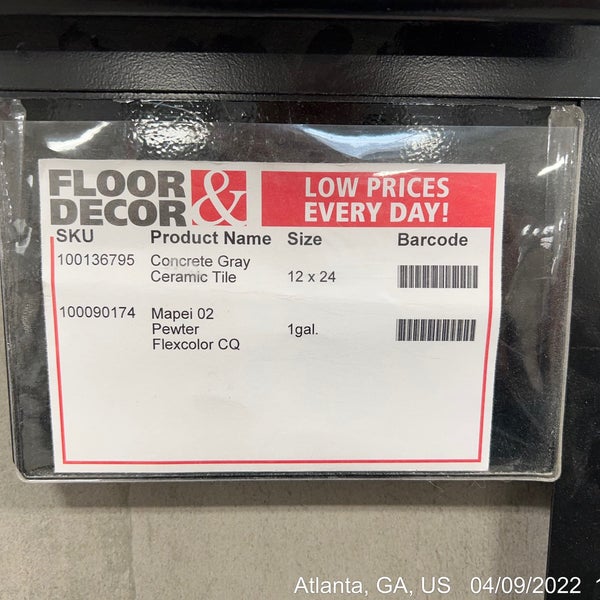 FLOOR & DECOR
LOW PRICES
EVERY DAY!
SKU Product Name Size Barcode
100136795 Concrete Gray
Ceramic Tile 12 x 24
100090174 Mapei 02
Pewter 1gal.
Flexcolor CQ
Atlanta, GA, US 04/09/2022